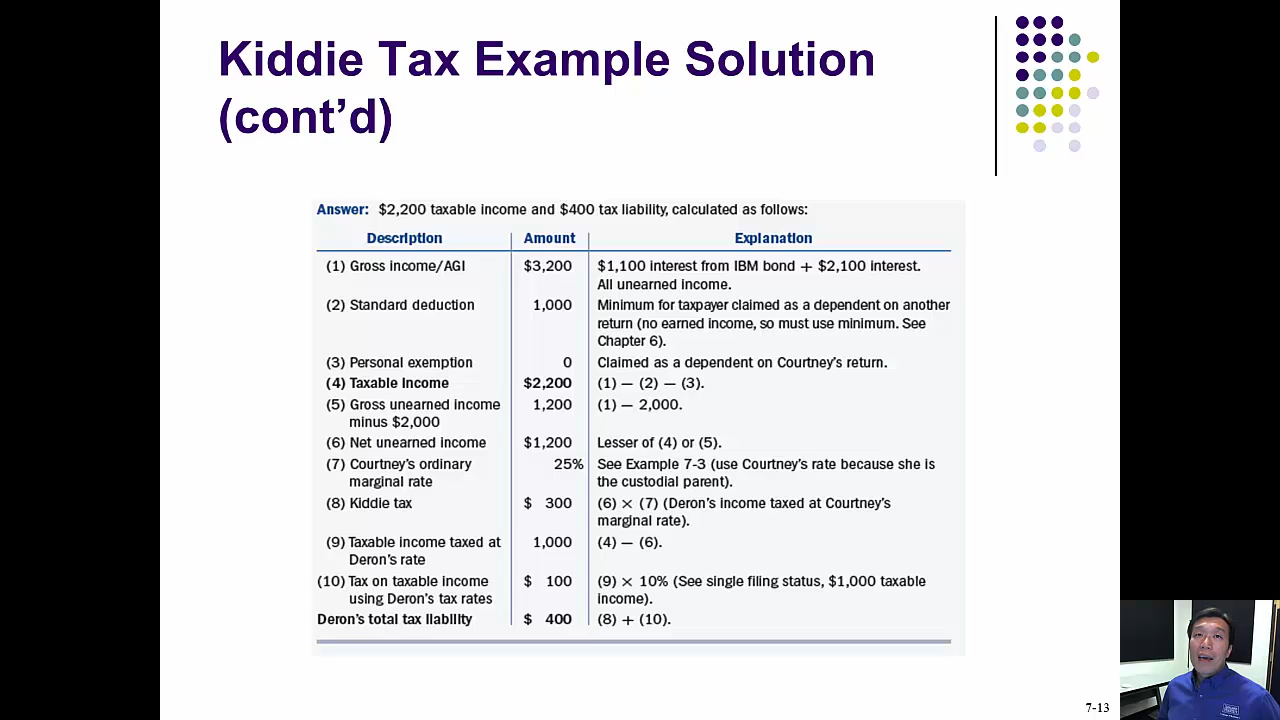 Kiddie Tax Example Solution
(cont’d)
Answer: $2,200 taxable income and $400 tax liability, calculated as follows:
Description Amount Explanation
(1) Gross income/AGI $3,200 $1,100 interest from IBM bond + $2,100 interest.
All unearned income.
(2) Standard deduction 1,000 Minimum for taxpayer claimed as a dependent on another
return (no earned income, so must use minimum. See
Chapter 6).
(3) Personal exemption 0 Claimed as a dependent on Courtney’s return.
(4) Taxable income $2,200 (1) — (2) — (3).
(5) Gross unearned income 1,200 (1) — 2,000.
minus $2,000
(6) Net unearned income $1,200 Lesser of (4) or (5).
(7) Courtney’s ordinary 25% See Example 7-3 (use Courtney’s rate because she is
marginal rate the custodial parent).
(8) Kiddie tax $ 300 (6) × (7) (Deron’s income taxed at Courtney’s
marginal rate).
(9) Taxable income taxed at 1,000 (4) — (6).
Deron’s rate
(10) Tax on taxable income $ 100 (9) × 10% (See single filing status, $1,000 taxable
using Deron’s tax rates income).
Deron’s total tax liability $ 400 (8) + (10).
7-13